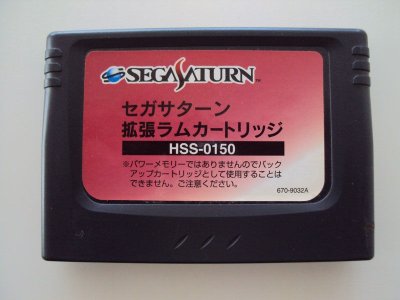 SEGASATURN™
セガサターン
拡張ラムカートリッジ
HSS-0150
※パワーメモリーではありませんのでバック
アップカートリッジとして使用することは
できません。ご注意ください。
670-9032A